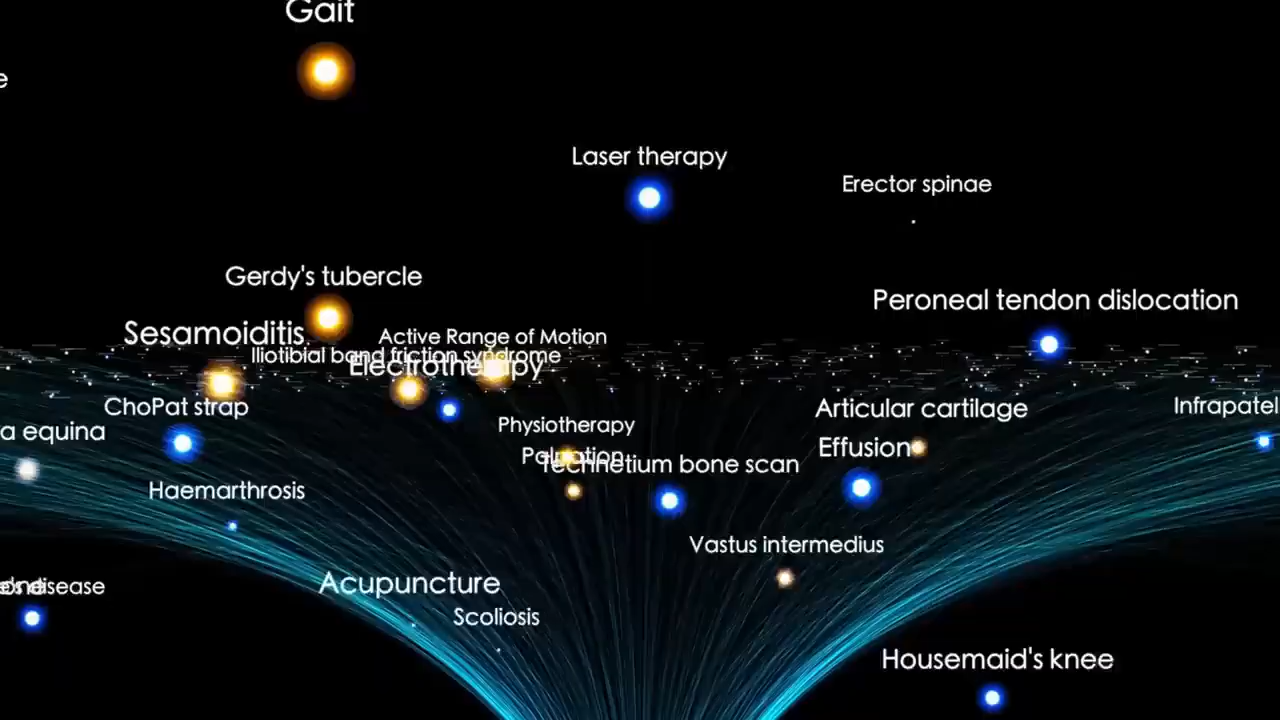 Gait
e
Laser therapy
Erector spinae
Gerdy's tubercle
Peroneal tendon dislocation
Sesamoiditis
Active Range of Motion
Iliotibial band friction syndrome
Electrotherapy
ChoPat strap
Infrapatel
Articular cartilage
a equina
Physiotherapy
Effusion
Palpation
Technetium bone scan
Haemarthrosis
Vastus intermedius
Acupuncture
disease
Scoliosis
Housemaid's knee